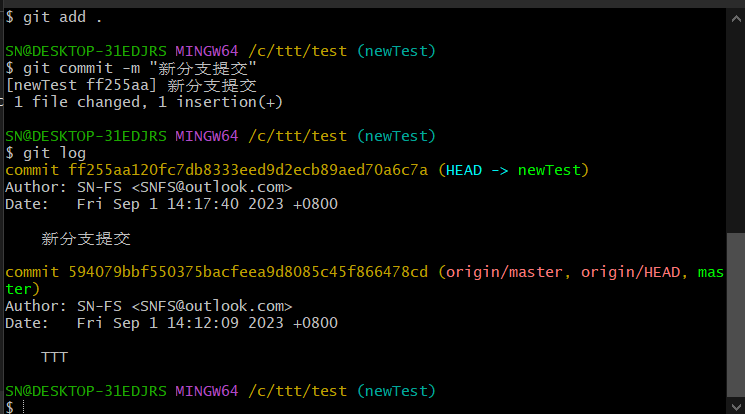 $ git add .
SN@DESKTOP-31EDJRS MINGW64 /c/ttt/test (newTest)
$ git commit -m "新分支提交"
[newTest ff255aa] 新分支提交
1 file changed, 1 insertion(+)
SN@DESKTOP-31EDJRS MINGW64 /c/ttt/test (newTest)
$ git log
commit ff255aa120fc7db8333eed9d2ecb89aed70a6c7a (HEAD -> newTest)
Author: SN-FS <SNFS@outlook.com>
Date:   Fri Sep 1 14:17:40 2023 +0800
新分支提交
commit 594079bbf550375bacfeea9d8085c45f866478cd (origin/master, origin/HEAD, mas
ter)
Author: SN-FS <SNFS@outlook.com>
Date:   Fri Sep 1 14:12:09 2023 +0800
TTT
SN@DESKTOP-31EDJRS MINGW64 /c/ttt/test (newTest)
$